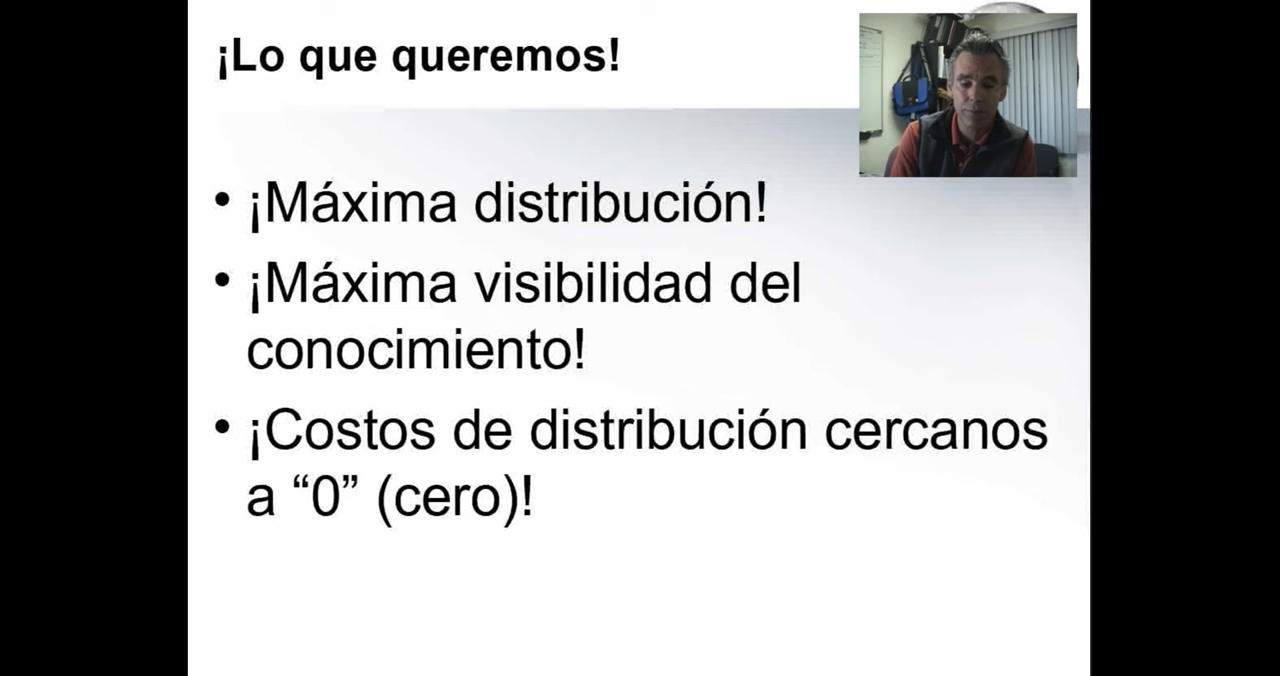 ¡Lo que queremos!
• ¡Máxima distribución!
• ¡Máxima visibilidad del
conocimiento!
• ¡Costos de distribución cercanos
a “0” (cero)!